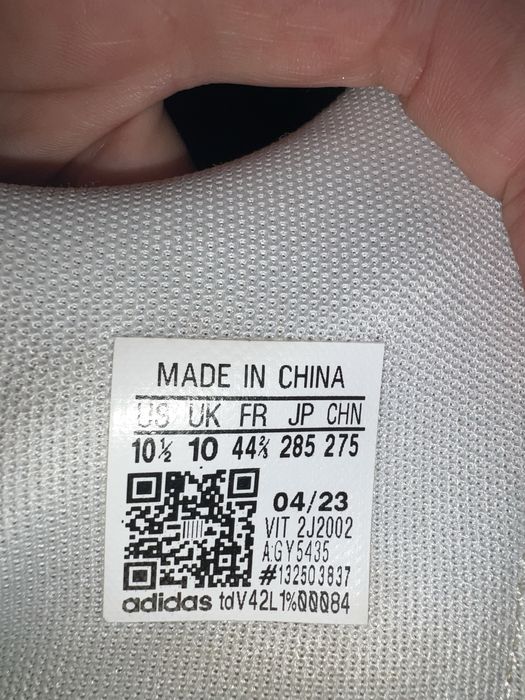 MADE IN CHINA
US UK FR JP CHN
10½ 10 44⅔ 285 275
04/23
VIT 2J2002
A:GY5435
#132503837
adidas tdV42L1%00084